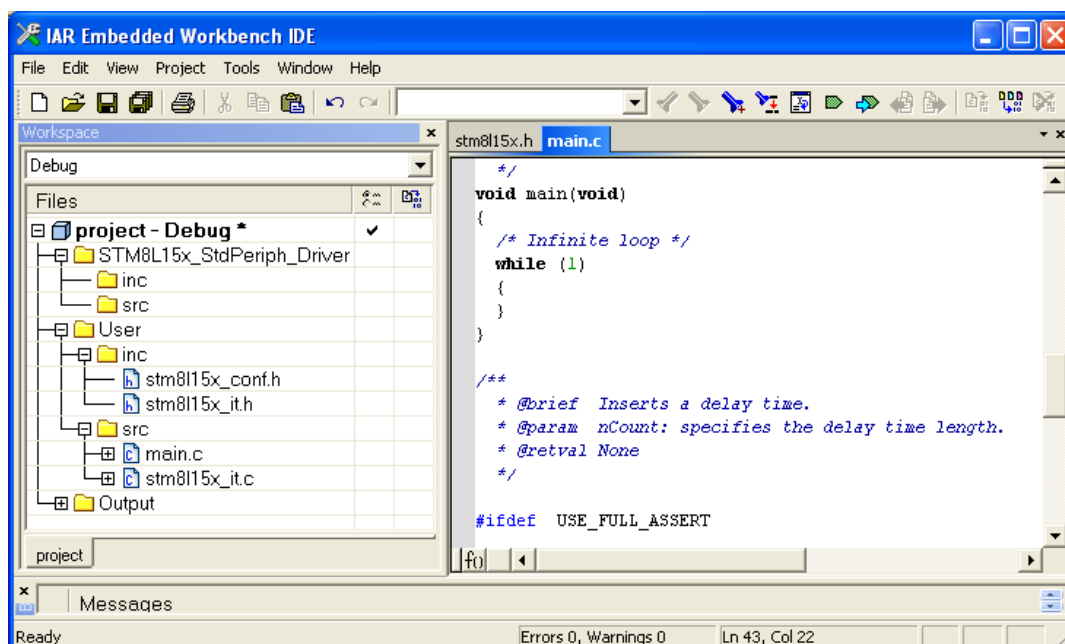 IAR Embedded Workbench IDE
File Edit View Project Tools Window Help
Workspace
Debug
Files
project - Debug *
STM8L15x_StdPeriph_Driver
inc
src
User
inc
stm8l15x_conf.h
stm8l15x_it.h
src
main.c
stm8l15x_it.c
Output
project
stm8l15x.h main.c
*/
void main(void)
{
/* Infinite loop */
while (1)
{
}
}
/**
* @brief Inserts a delay time.
* @param nCount: specifies the delay time length.
* @retval None
*/
#ifdef USE_FULL_ASSERT
f()
Messages
Ready Errors 0, Warnings 0 Ln 43, Col 22